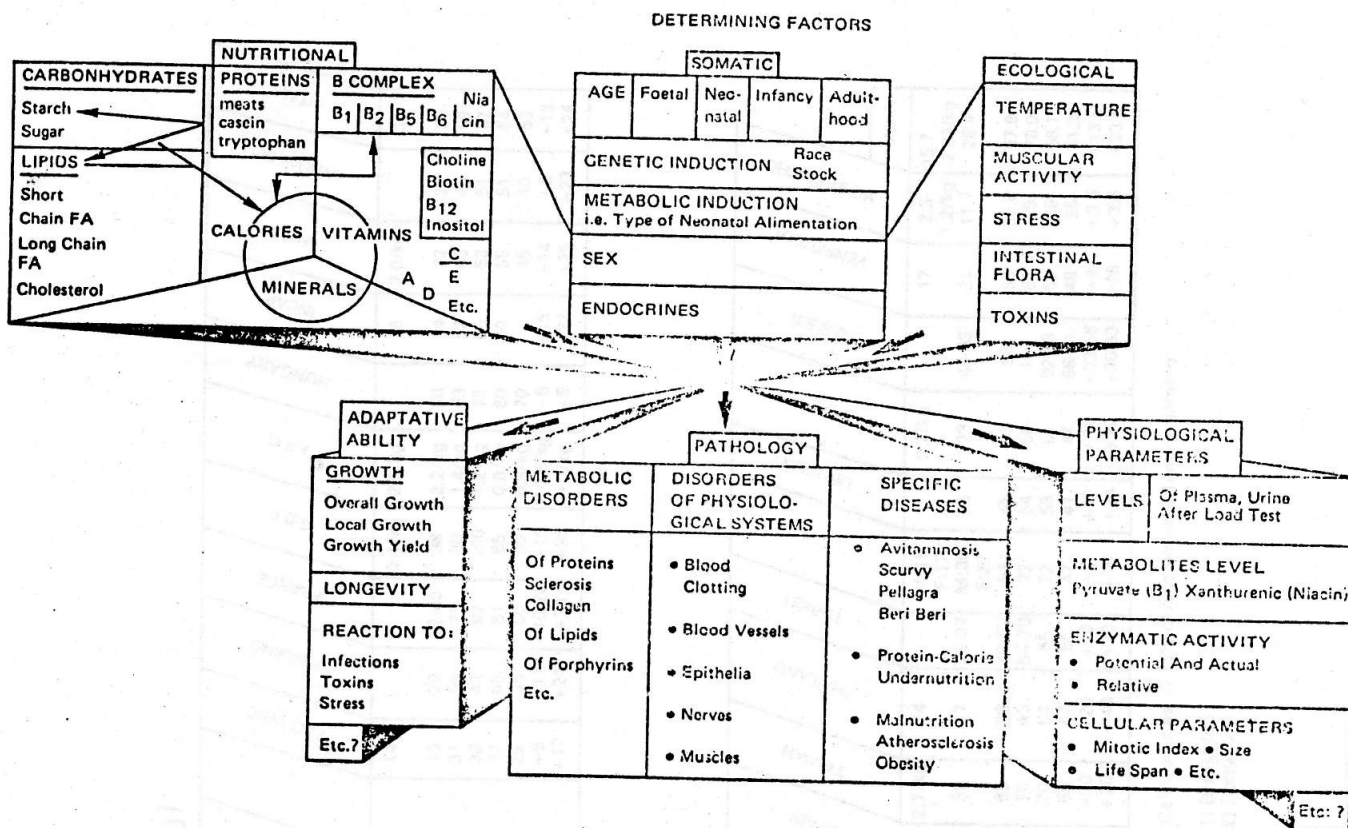 DETERMINING FACTORS
NUTRITIONAL
CARBONHYDRATES
Starch
Sugar
LIPIDS
Short
Chain FA
Long Chain
FA
Cholesterol
PROTEINS
meats
casein
tryptophan
B COMPLEX
B1 B2 B5 B6 Nia
cin
Choline
Biotin
B12
Inositol
CALORIES VITAMINS
MINERALS
A D C
E
Etc.
SOMATIC
AGE Foetal Neo- Infancy Adult-
natal hood
GENETIC INDUCTION Race
Stock
METABOLIC INDUCTION
i.e. Type of Neonatal Alimentation
SEX
ENDOCRINES
ECOLOGICAL
TEMPERATURE
MUSCULAR
ACTIVITY
STRESS
INTESTINAL
FLORA
TOXINS
ADAPTATIVE
ABILITY
GROWTH
Overall Growth
Local Growth
Growth Yield
LONGEVITY
REACTION TO:
Infections
Toxins
Stress
Etc.?
PATHOLOGY
METABOLIC
DISORDERS
Of Proteins
Sclerosis
Collagen
Of Lipids
Of Forphyrins
Etc.
DISORDERS
OF PHYSIOLO-
GICAL SYSTEMS
• Blood
Clotting
• Blood Vessels
• Epithelia
• Nerves
• Muscles
SPECIFIC
DISEASES
• Avitaminosis
Scurvy
Pellagra
Beri Beri
• Protein-Calorie
Undernutrition
• Malnutrition
Atherosclerosis
Obesity
PHYSIOLOGICAL
PARAMETERS
LEVELS Of Plasma, Urine
After Load Test
METABOLITES LEVEL
Pyruvate (B1) Xanthurenic (Niacin)
ENZYMATIC ACTIVITY
• Potential And Actual
• Relative
CELLULAR PARAMETERS
• Mitotic Index • Size
• Life Span • Etc.
Etc: ?
HUNGARY